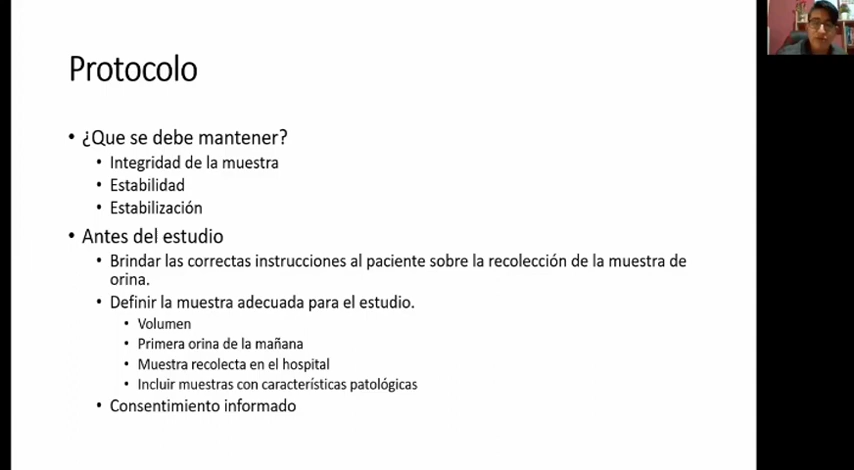 Protocolo
• ¿Que se debe mantener?
• Integridad de la muestra
• Estabilidad
• Estabilización
• Antes del estudio
• Brindar las correctas instrucciones al paciente sobre la recolección de la muestra de
orina.
• Definir la muestra adecuada para el estudio.
• Volumen
• Primera orina de la mañana
• Muestra recolecta en el hospital
• Incluir muestras con características patológicas
• Consentimiento informado